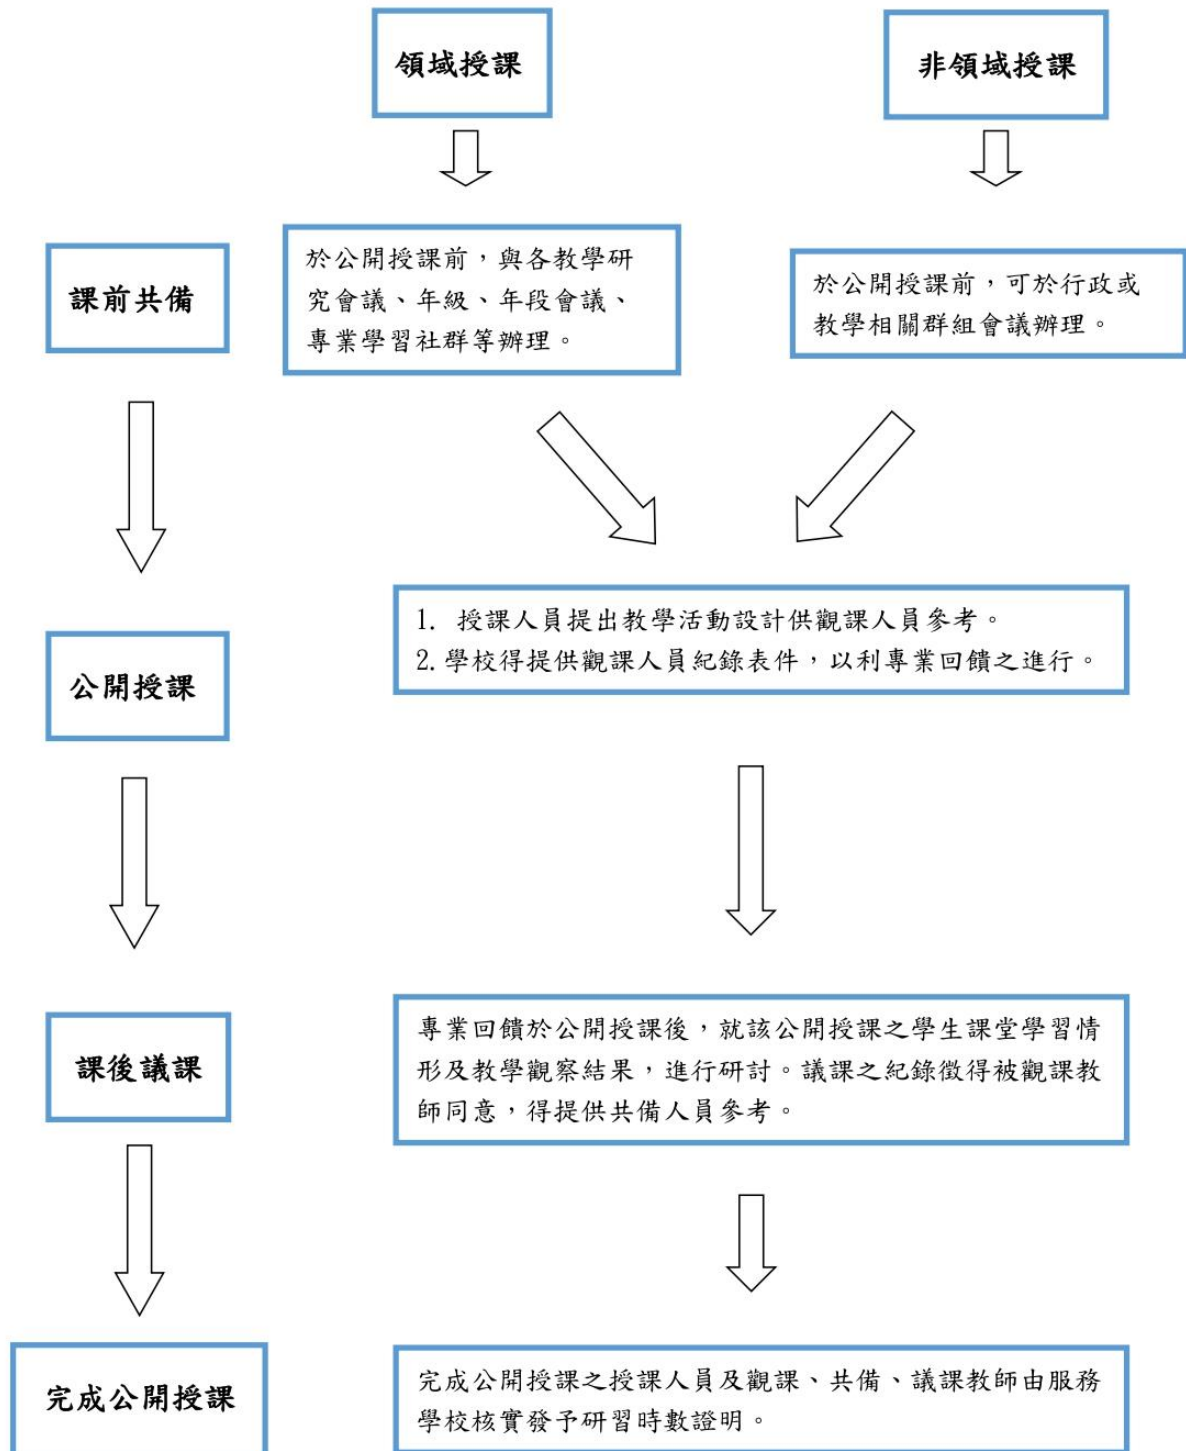 領域授課
非領域授課
課前共備
於公開授課前，與各教學研
究會議、年級、年段會議、
專業學習社群等辦理。
於公開授課前，可於行政或
教學相關群組會議辦理。
公開授課
1. 授課人員提出教學活動設計供觀課人員參考。
2.學校得提供觀課人員紀錄表件，以利專業回饋之進行。
課後議課
專業回饋於公開授課後，就該公開授課之學生課堂學習情
形及教學觀察結果，進行研討。議課之紀錄徵得被觀課教
師同意，得提供共備人員參考。
完成公開授課
完成公開授課之授課人員及觀課、共備、議課教師由服務
學校核實發予研習時數證明。